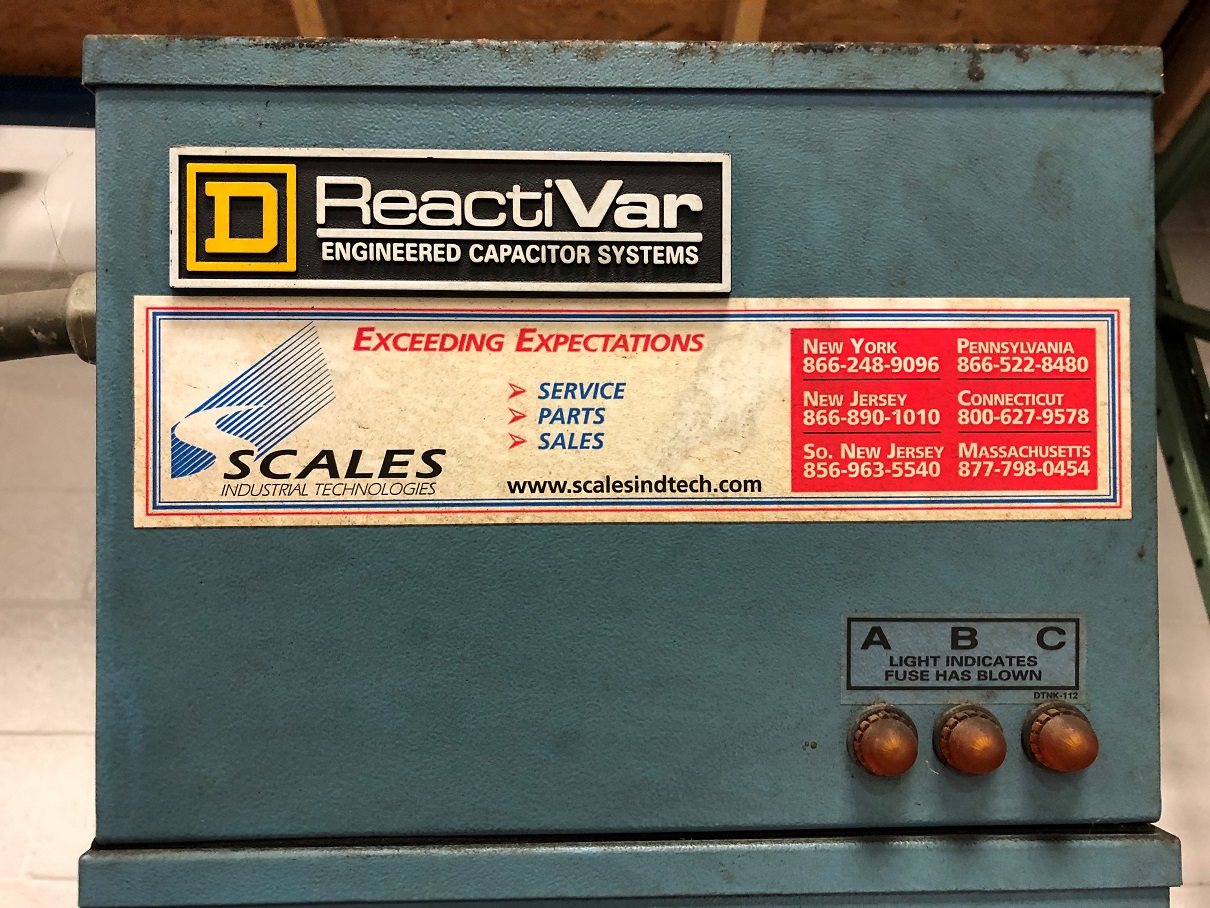 D
ReactiVar
ENGINEERED CAPACITOR SYSTEMS
EXCEEDING EXPECTATIONS
➢ SERVICE
➢ PARTS
➢ SALES
SCALES
INDUSTRIAL TECHNOLOGIES
www.scalesindtech.com
NEW YORK
866-248-9096
PENNSYLVANIA
866-522-8480
NEW JERSEY
866-890-1010
CONNECTICUT
800-627-9578
SO. NEW JERSEY
856-963-5540
MASSACHUSETTS
877-798-0454
A B C
LIGHT INDICATES
FUSE HAS BLOWN
DTNK-112